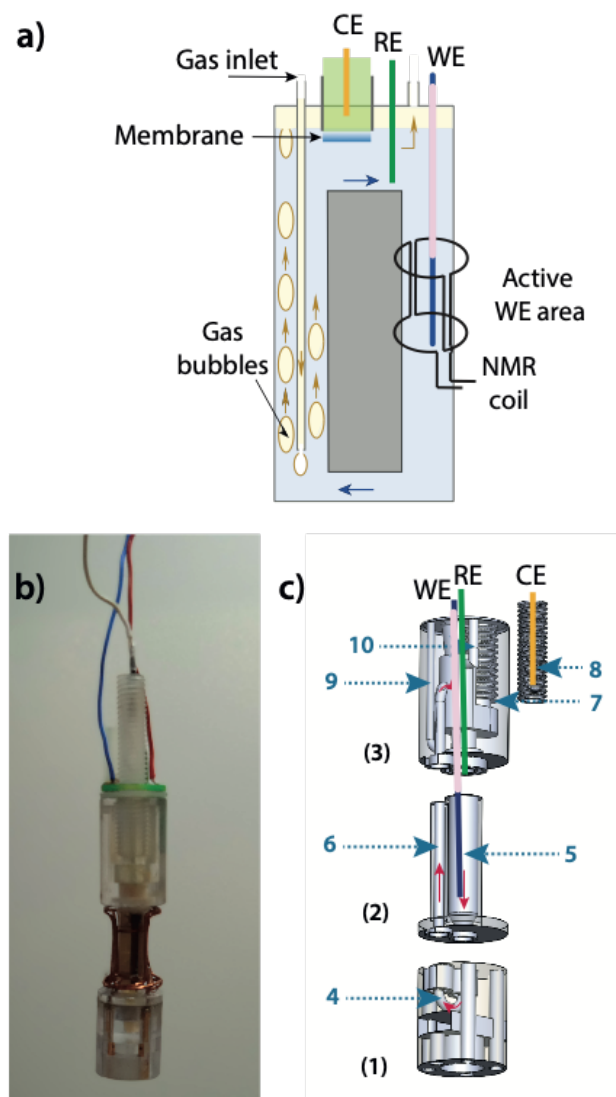 a)
CE
RE
WE
Gas inlet
Membrane
Active
WE area
Gas
bubbles
NMR
coil
b)
c)
WE
RE
CE
10
9
8
7
(3)
6
5
(2)
4
(1)